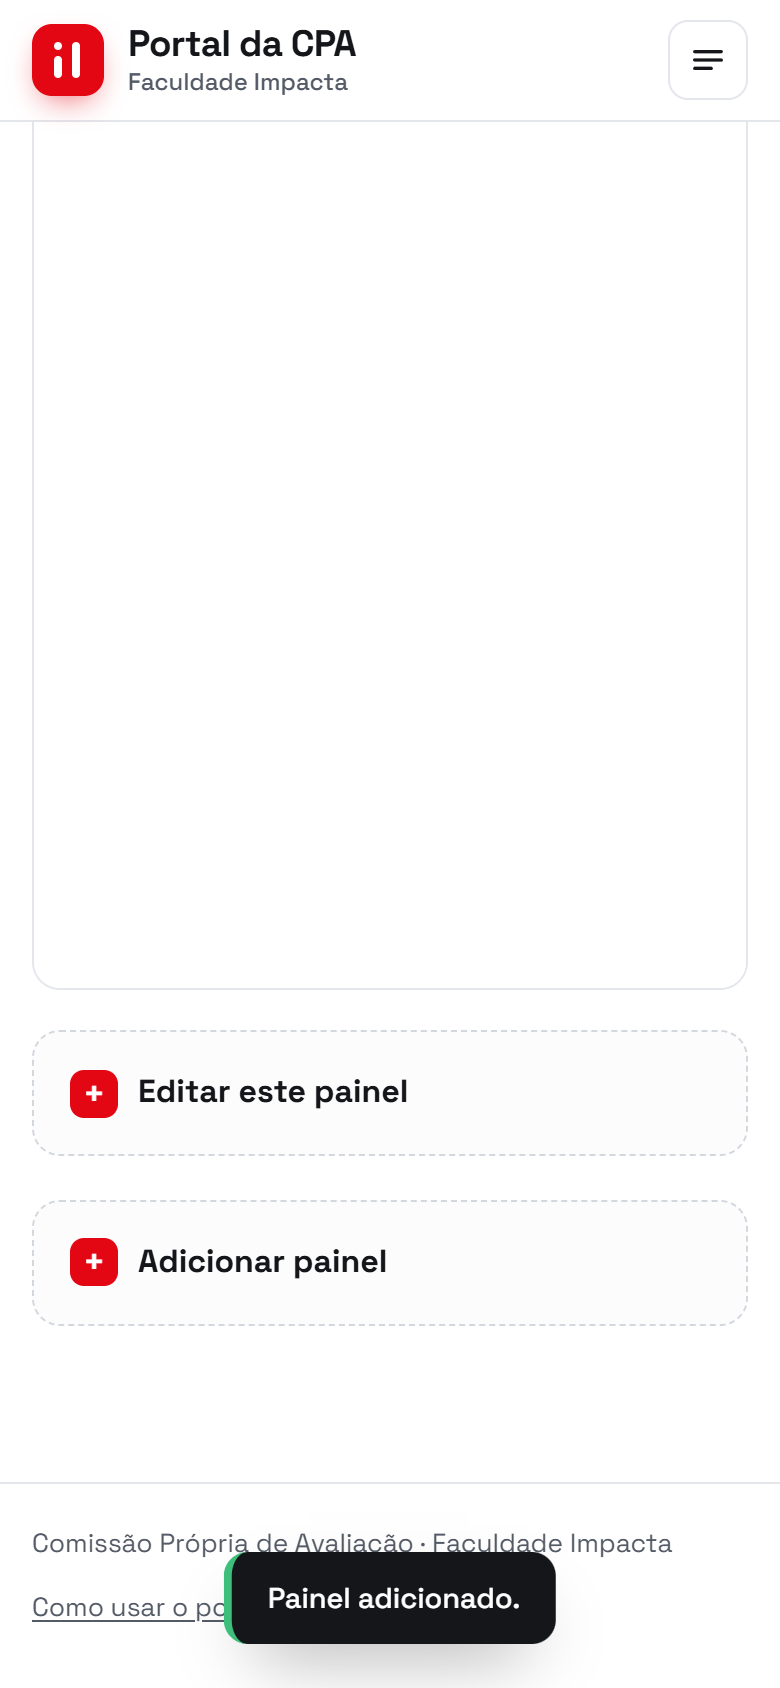 Portal da CPA
Faculdade Impacta
Editar este painel
Adicionar painel
Comissão Própria de Avaliação · Faculdade Impacta
Como usar o
Painel adicionado.